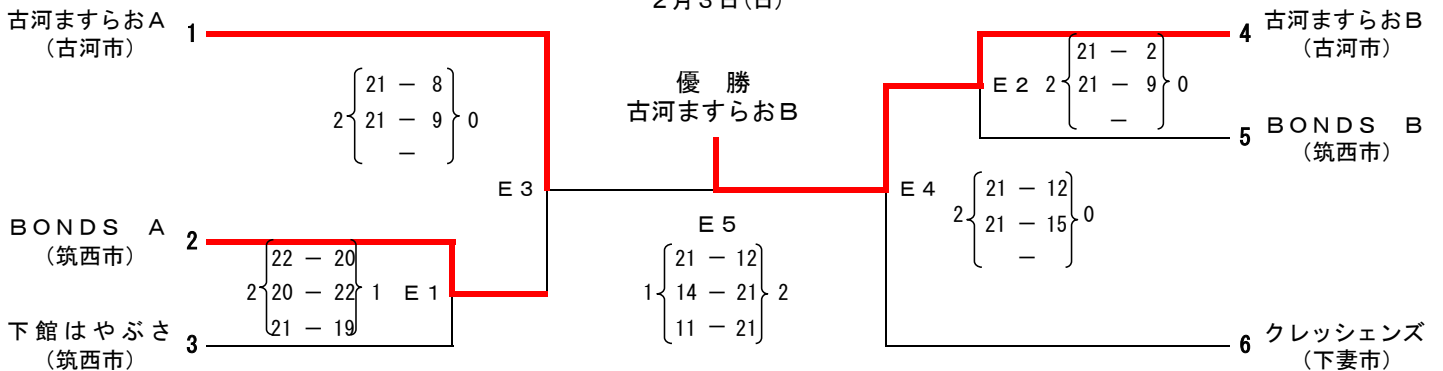 2月3日(日)
古河ますらおA
(古河市)
1
4
古河ますらおB
(古河市)
優 勝
古河ますらおB
E2
2
21 － 2
21 － 9
－
0
2
21 － 8
21 － 9
－
0
5
BONDS B
(筑西市)
E3
E4
2
21 － 12
21 － 15
－
0
BONDS A
(筑西市)
2
E5
1
21 － 12
14 － 21
11 － 21
2
2
22 － 20
20 － 22
21 － 19
1
E1
下館はやぶさ
(筑西市)
3
6
クレッシェンズ
(下妻市)